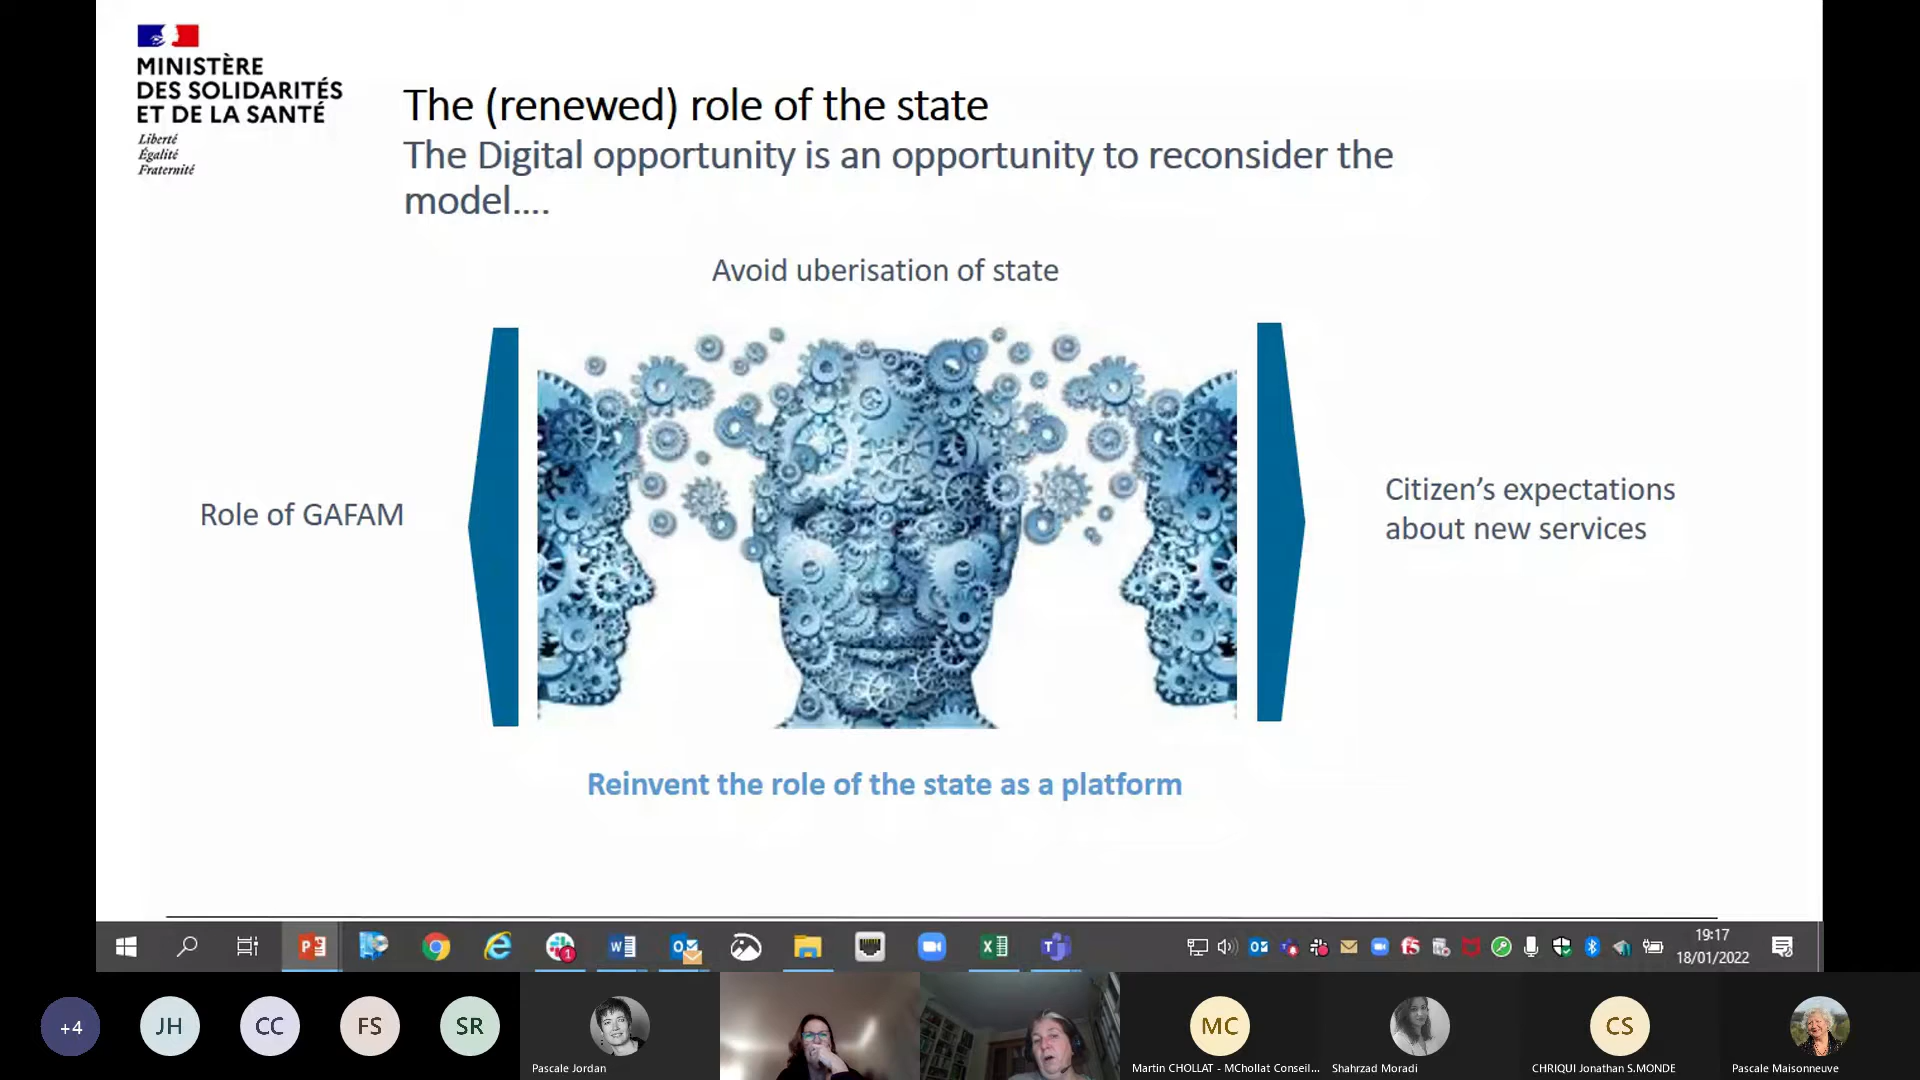 MINISTÈRE
DES SOLIDARITÉS
ET DE LA SANTÉ
Liberté
Égalité
Fraternité
The (renewed) role of the state
The Digital opportunity is an opportunity to reconsider the
model....
Avoid uberisation of state
Role of GAFAM
Citizen’s expectations
about new services
Reinvent the role of the state as a platform
19:17
18/01/2022
+4
JH
CC
FS
SR
Pascale Jordan
MC
Martin CHOLLAT - MChollat Conseil...
Shahrzad Moradi
CS
CHRIQUI Jonathan S.MONDE
Pascale Maisonneuve